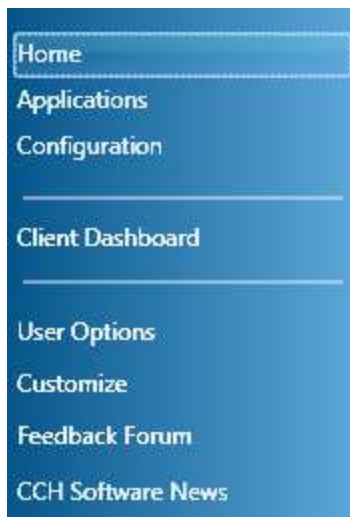 Home
Applications
Configuration
Client Dashboard
User Options
Customize
Feedback Forum
CCH Software News